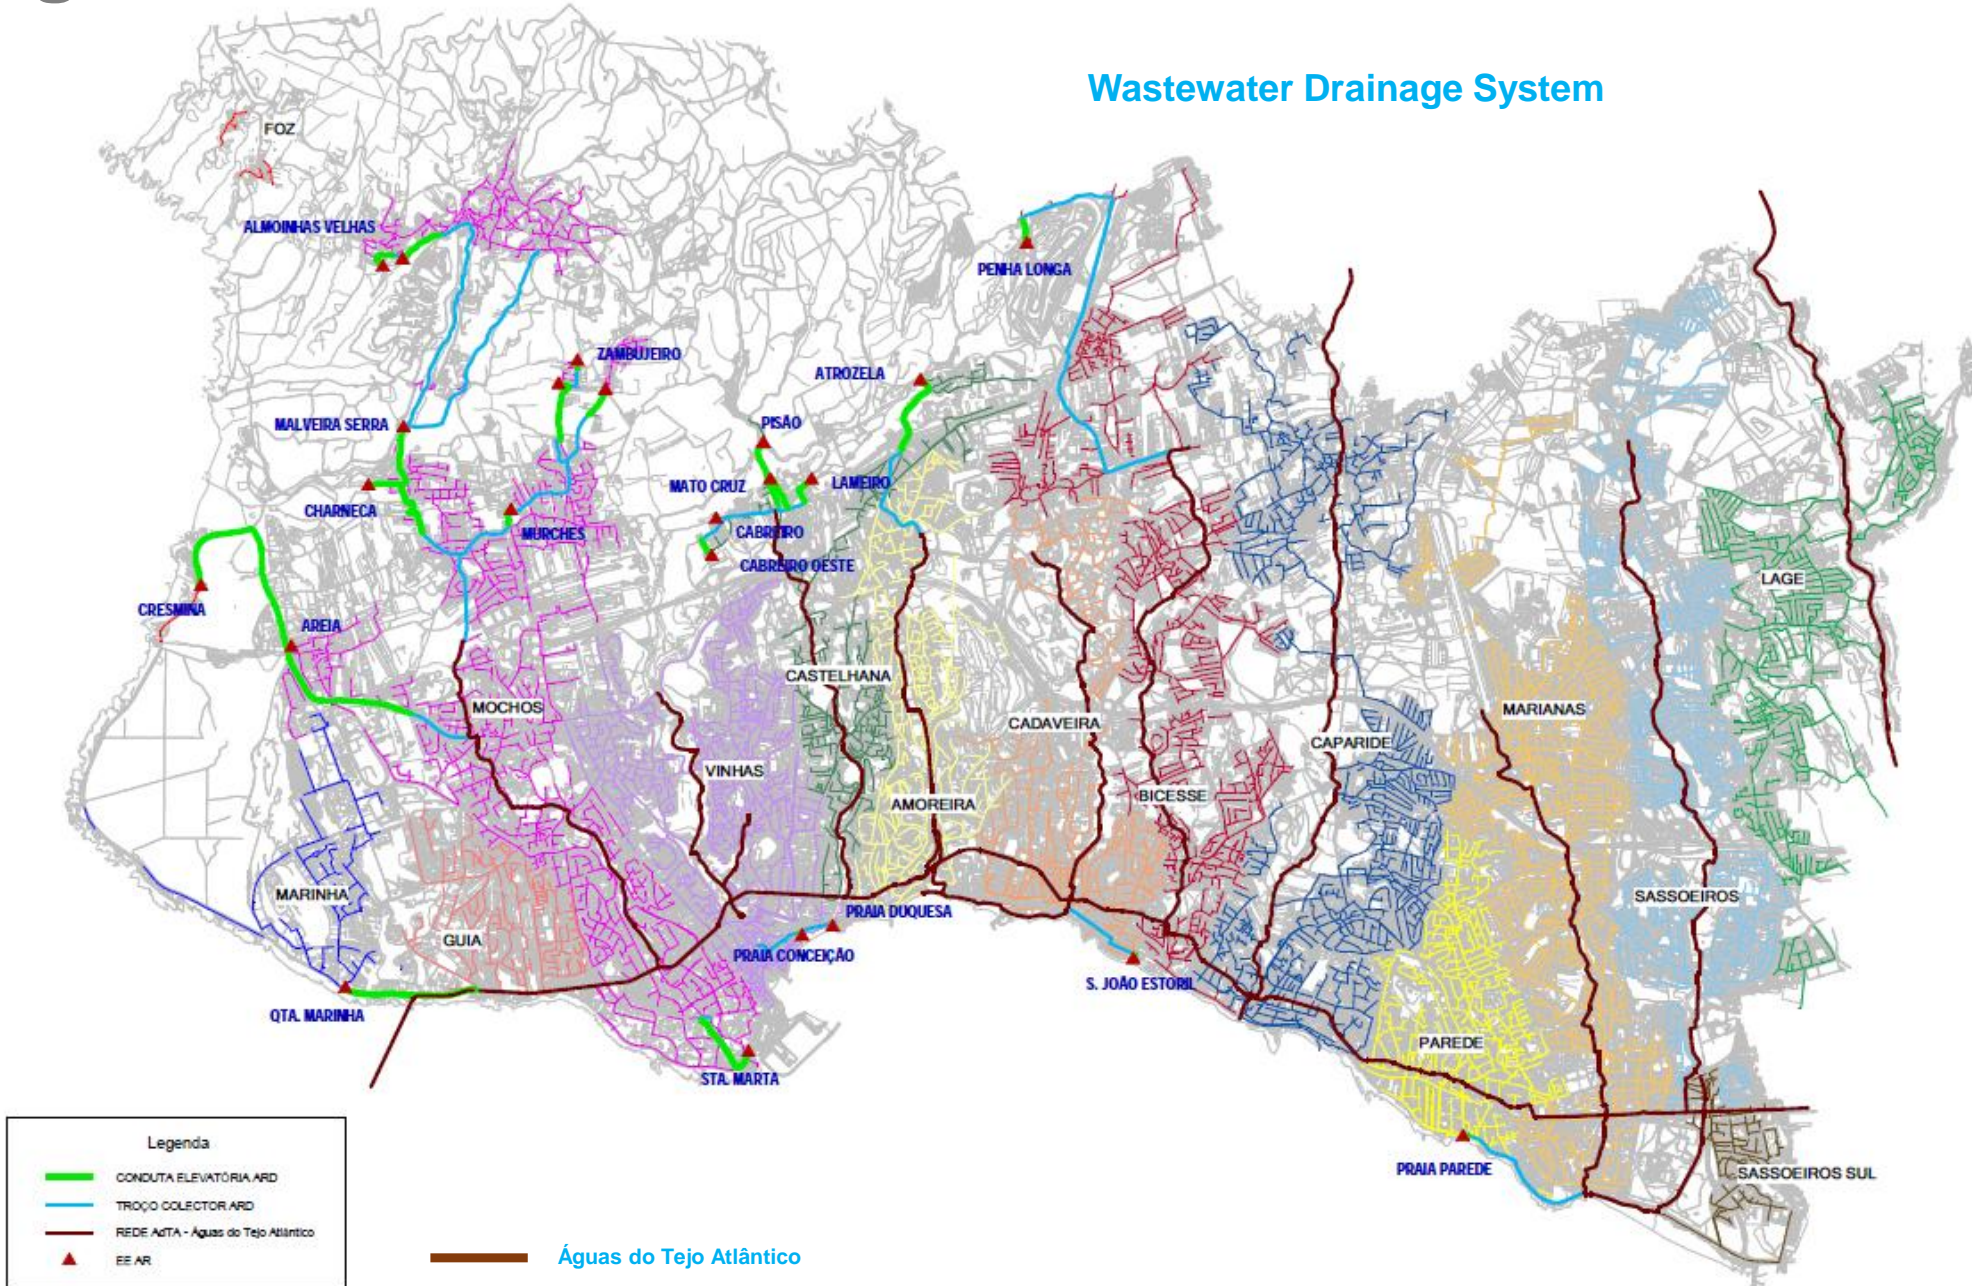 Wastewater Drainage System
FOZ
ALMOINHAS VELHAS
PENHA LONGA
ZAMBUJEIRO
ATROZELA
MALVEIRA SERRA
PISÃO
MATO CRUZ
LAMEIRO
CHARNECA
MURCHES
CABREIRO
CABREIRO OESTE
LAGE
CRESMINA
AREIA
CASTELHANA
MOCHOS
CADAVEIRA
MARIANAS
CAPARIDE
VINHAS
BICESSE
AMOREIRA
MARINHA
SASSOEIROS
PRAIA DUQUESA
GUIA
PRAIA CONCEIÇÃO
S. JOÃO ESTORIL
QTA. MARINHA
PAREDE
STA. MARTA
PRAIA PAREDE
SASSOEIROS SUL
Legenda
CONDUTA ELEVATÓRIA ARD
TROÇO COLECTOR ARD
REDE AdTA - Águas do Tejo Atlântico
EE AR
Águas do Tejo Atlântico